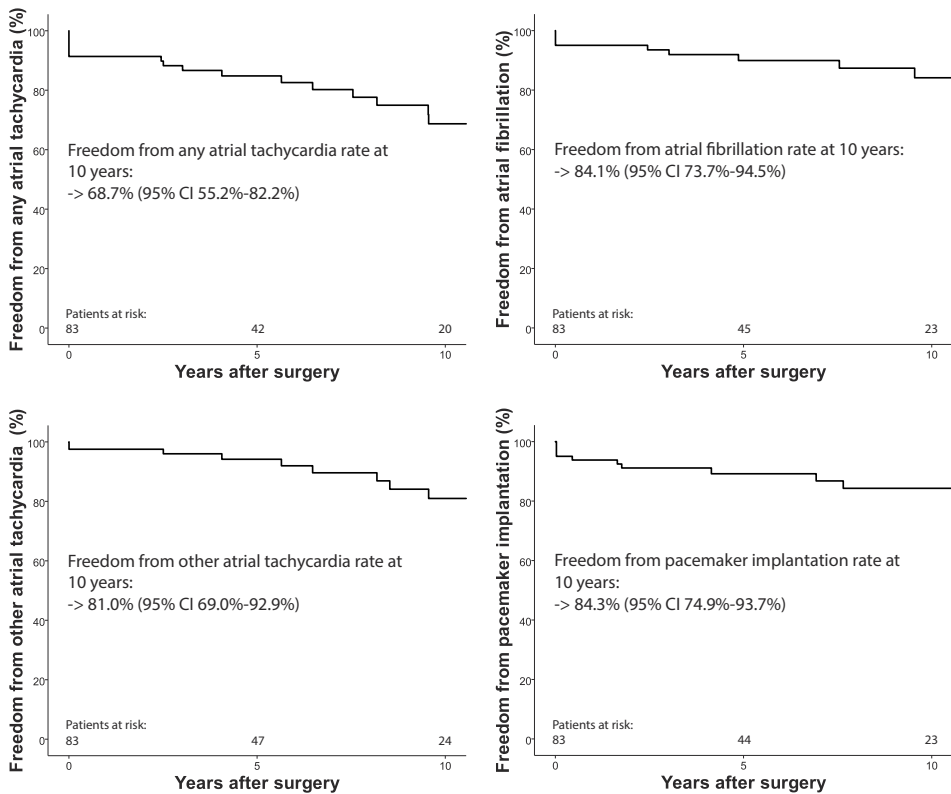 Freedom from any atrial tachycardia (%)
100
80
60
40
20
0
Freedom from any atrial tachycardia rate at
10 years:
-> 68.7% (95% CI 55.2%-82.2%)
Patients at risk:
83 42 20
0 5 10
Years after surgery
Freedom from atrial fibrillation (%)
100
80
60
40
20
0
Freedom from atrial fibrillation rate at 10 years:
-> 84.1% (95% CI 73.7%-94.5%)
Patients at risk:
83 45 23
0 5 10
Years after surgery
Freedom from other atrial tachycardia (%)
100
80
60
40
20
0
Freedom from other atrial tachycardia rate at
10 years:
-> 81.0% (95% CI 69.0%-92.9%)
Patients at risk:
83 47 24
0 5 10
Years after surgery
Freedom from pacemaker implantation (%)
100
80
60
40
20
0
Freedom from pacemaker implantation rate at
10 years:
-> 84.3% (95% CI 74.9%-93.7%)
Patients at risk:
83 44 23
0 5 10
Years after surgery